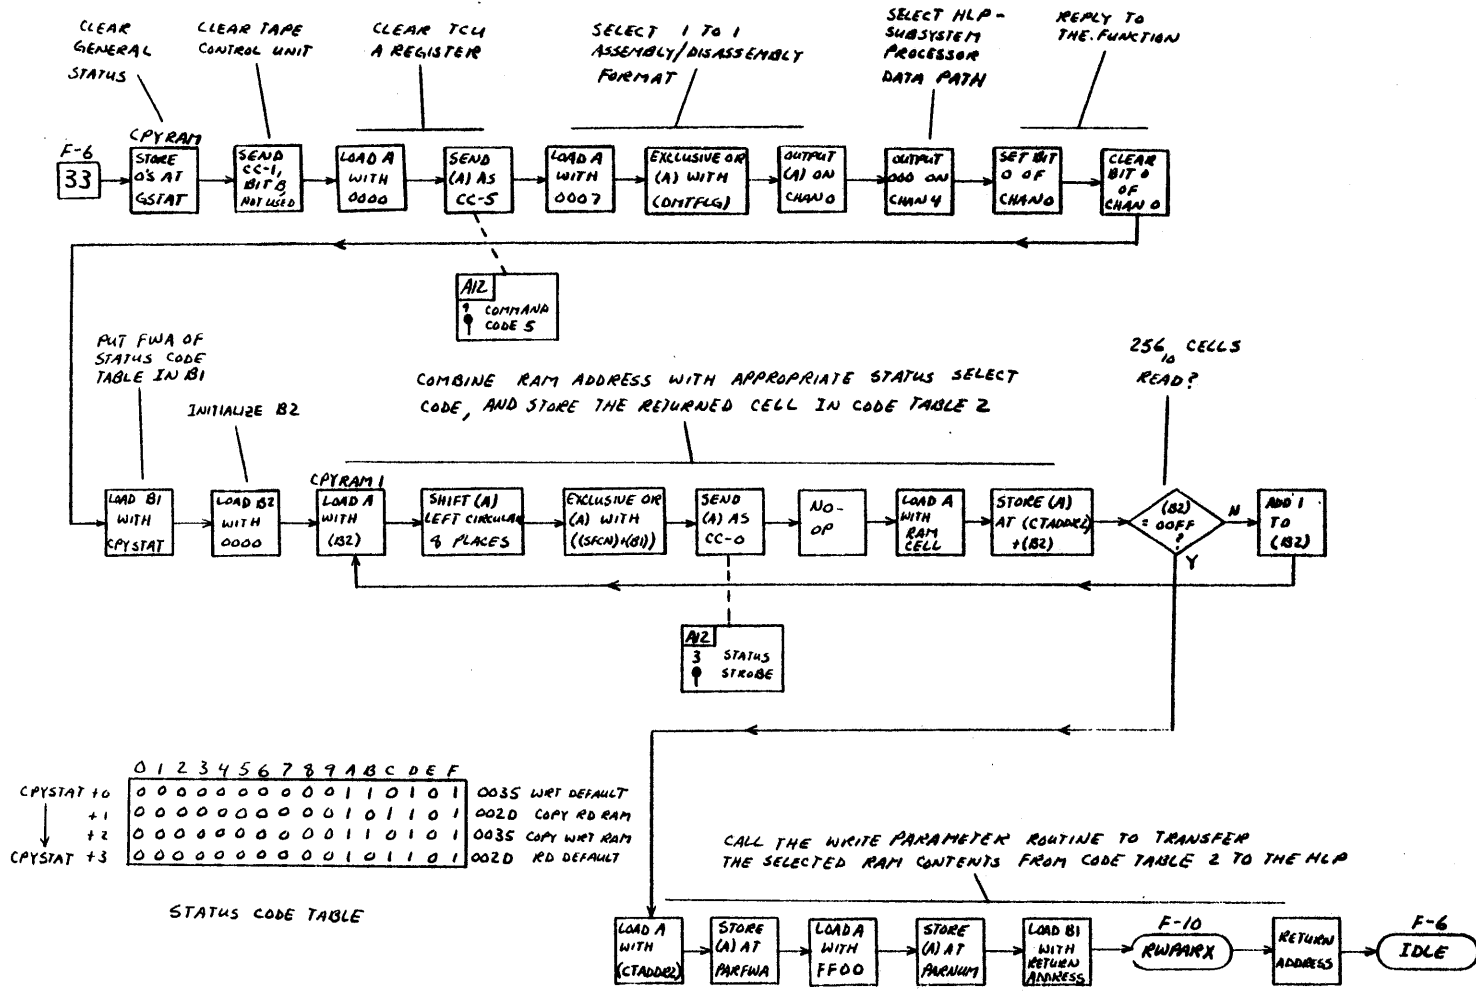 CLEAR
GENERAL
STATUS
CLEAR TAPE
CONTROL UNIT
CLEAR TCU
A REGISTER
SELECT 1 TO 1
ASSEMBLY/DISASSEMBLY
FORMAT
SELECT HLP-
SUBSYSTEM
PROCESSOR
DATA PATH
REPLY TO
THE FUNCTION
F-6
33
CPYRAM
STORE
0'S AT
GSTAT
SEND
CC-1,
BIT B,
NOT USED
LOAD A
WITH
0000
SEND
(A) AS
CC-5
LOAD A
WITH
0007
EXCLUSIVE OR
(A) WITH
(DMTFLG)
OUTPUT
(A) ON
CHAN 0
OUTPUT
000 ON
CHAN 4
SET BIT
0 OF
CHAN 0
CLEAR
BIT 0
OF
CHAN 0
A12
9 COMMAND
CODE 5
PUT FWA OF
STATUS CODE
TABLE IN B1
INITIALIZE B2
COMBINE RAM ADDRESS WITH APPROPRIATE STATUS SELECT
CODE, AND STORE THE RETURNED CELL IN CODE TABLE 2
256₁₀ CELLS
READ?
LOAD B1
WITH
CPYSTAT
LOAD B2
WITH
0000
CPYRAM 1
LOAD A
WITH
(B2)
SHIFT (A)
LEFT CIRCULAR
8 PLACES
EXCLUSIVE OR
(A) WITH
((SFCN)+(B1))
SEND
(A) AS
CC-0
NO-
OP
LOAD A
WITH
RAM
CELL
STORE (A)
AT (CTADDR2)
+(B2)
(B2)
= 00FF
?
N
Y
ADD 1
TO
(B2)
A12
3 STATUS
STROBE
0 1 2 3 4 5 6 7 8 9 A B C D E F
CPYSTAT +0 0 0 0 0 0 0 0 0 0 0 1 1 0 1 0 1 0035 WRT DEFAULT
+1 0 0 0 0 0 0 0 0 0 0 1 0 1 1 0 1 002D COPY RD RAM
+2 0 0 0 0 0 0 0 0 0 0 1 1 0 1 0 1 0035 COPY WRT RAM
CPYSTAT +3 0 0 0 0 0 0 0 0 0 0 1 0 1 1 0 1 002D RD DEFAULT
STATUS CODE TABLE
CALL THE WRITE PARAMETER ROUTINE TO TRANSFER
THE SELECTED RAM CONTENTS FROM CODE TABLE 2 TO THE HLP
LOAD A
WITH
(CTADDR2)
STORE
(A) AT
PARFWA
LOAD A
WITH
FF00
STORE
(A) AT
PARNUM
LOAD B1
WITH
RETURN
ADDRESS
F-10
RWPARX
RETURN
ADDRESS
F-6
IDLE